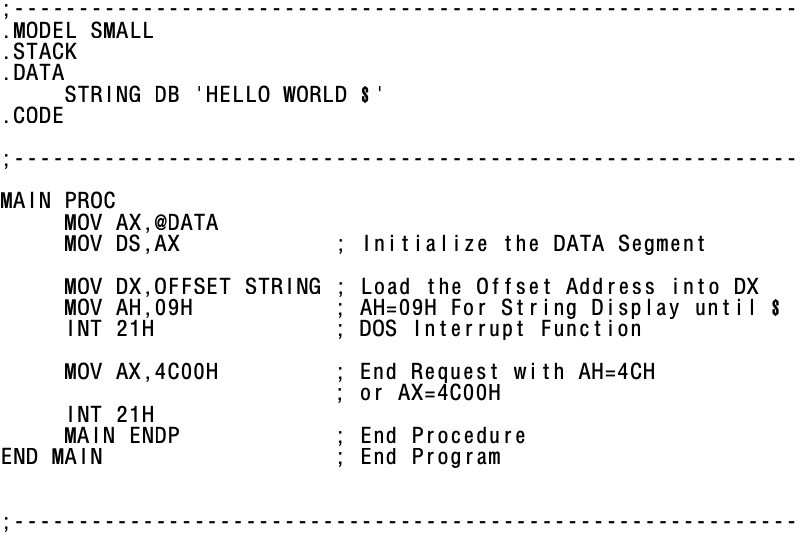 ;-------------------------------------------------------------
.MODEL SMALL
.STACK
.DATA
     STRING DB 'HELLO WORLD $'
.CODE
;-------------------------------------------------------------
MAIN PROC
     MOV AX,@DATA
     MOV DS,AX            ; Initialize the DATA Segment
     MOV DX,OFFSET STRING ; Load the Offset Address into DX
     MOV AH,09H           ; AH=09H For String Display until $
     INT 21H              ; DOS Interrupt Function
     MOV AX,4C00H         ; End Request with AH=4CH
                          ; or AX=4C00H
     INT 21H
     MAIN ENDP            ; End Procedure
END MAIN                  ; End Program
;-------------------------------------------------------------